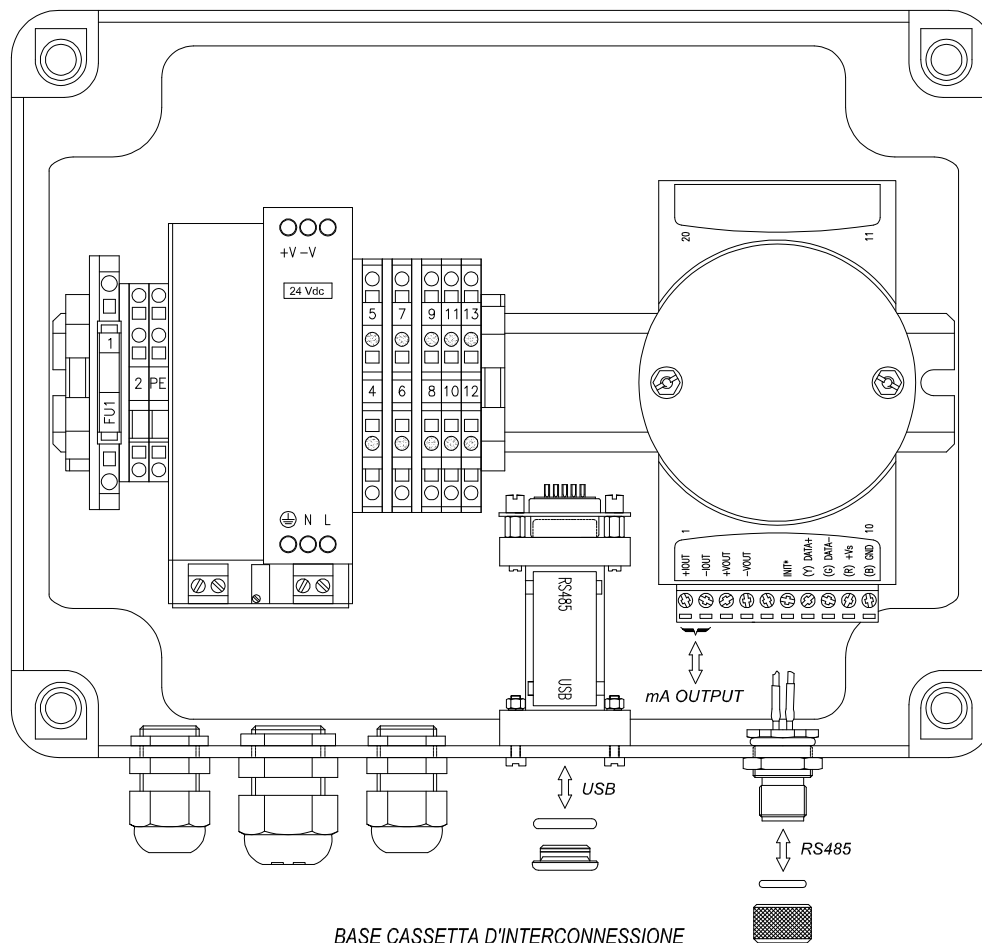 20 11
+V -V
24 Vdc
5 7 9 11 13
1
2 PE
4 6 8 10 12
FU1
N L
1 10
+IOUT
-IOUT
+VOUT
-VOUT
INIT*
(Y) DATA+
(G) DATA-
(R) +Vs
(B) GND
RS485
USB
mA OUTPUT
USB
RS485
BASE CASSETTA D'INTERCONNESSIONE